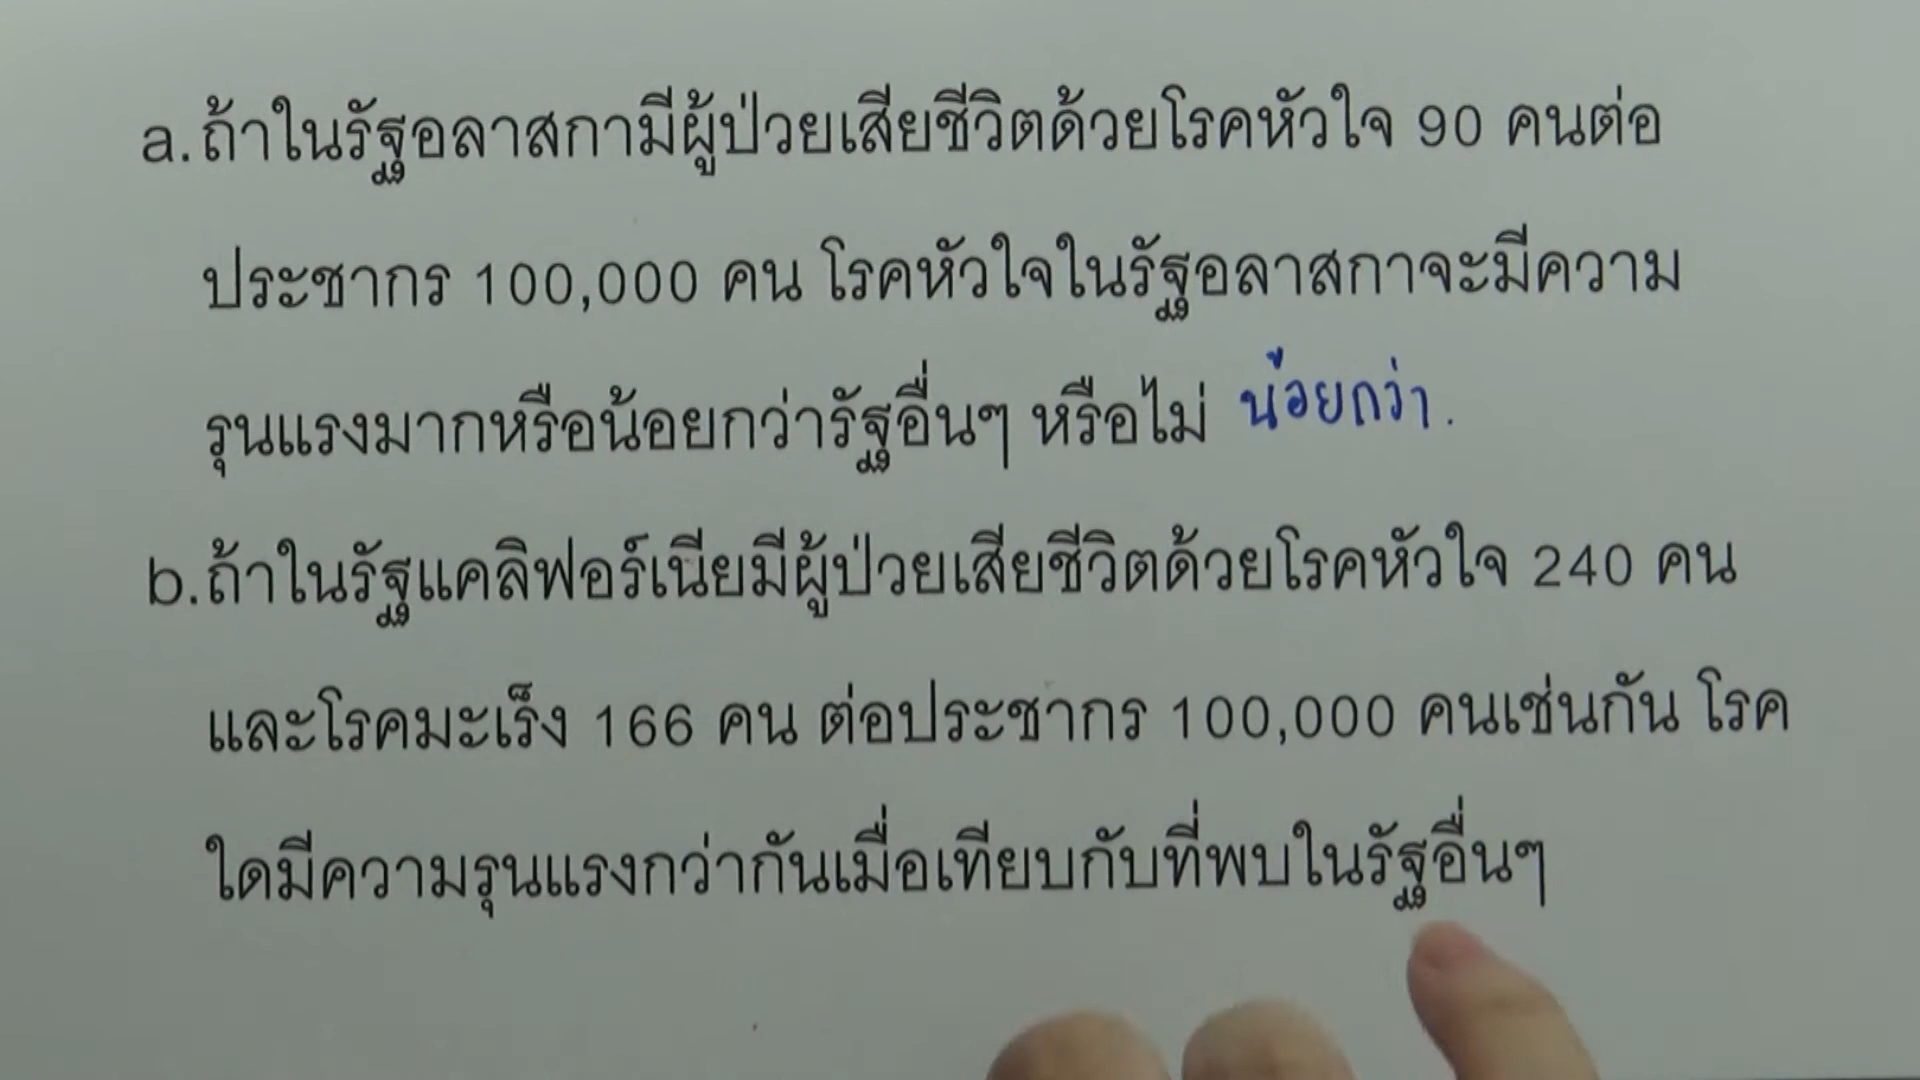 a. ถ้าในรัฐอลาสกามีผู้ป่วยเสียชีวิตด้วยโรคหัวใจ 90 คนต่อ
ประชากร 100,000 คน โรคหัวใจในรัฐอลาสกาจะมีความ
รุนแรงมากหรือน้อยกว่ารัฐอื่นๆ หรือไม่ น้อยกว่า.
b. ถ้าในรัฐแคลิฟอร์เนียมีผู้ป่วยเสียชีวิตด้วยโรคหัวใจ 240 คน
และโรคมะเร็ง 166 คน ต่อประชากร 100,000 คนเช่นกัน โรค
ใดมีความรุนแรงกว่ากันเมื่อเทียบกับที่พบในรัฐอื่นๆ